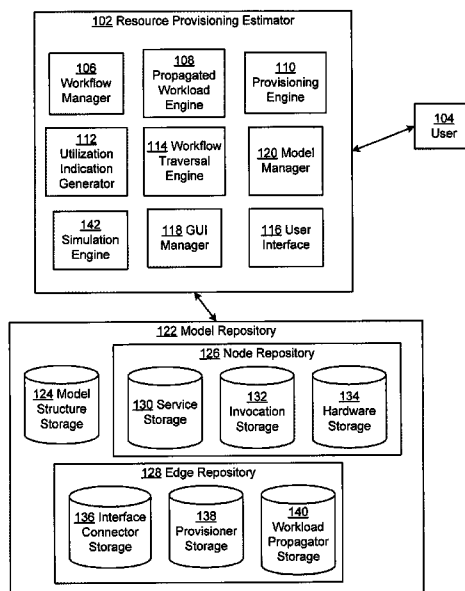 102 Resource Provisioning Estimator
106
Workflow
Manager
108
Propagated
Workload
Engine
110
Provisioning
Engine
104
User
112
Utilization
Indication
Generator
114 Workflow
Traversal
Engine
120 Model
Manager
142
Simulation
Engine
118 GUI
Manager
116 User
Interface
122 Model Repository
126 Node Repository
124 Model
Structure
Storage
130 Service
Storage
132
Invocation
Storage
134
Hardware
Storage
128 Edge Repository
136 Interface
Connector
Storage
138
Provisioner
Storage
140
Workload
Propagator
Storage